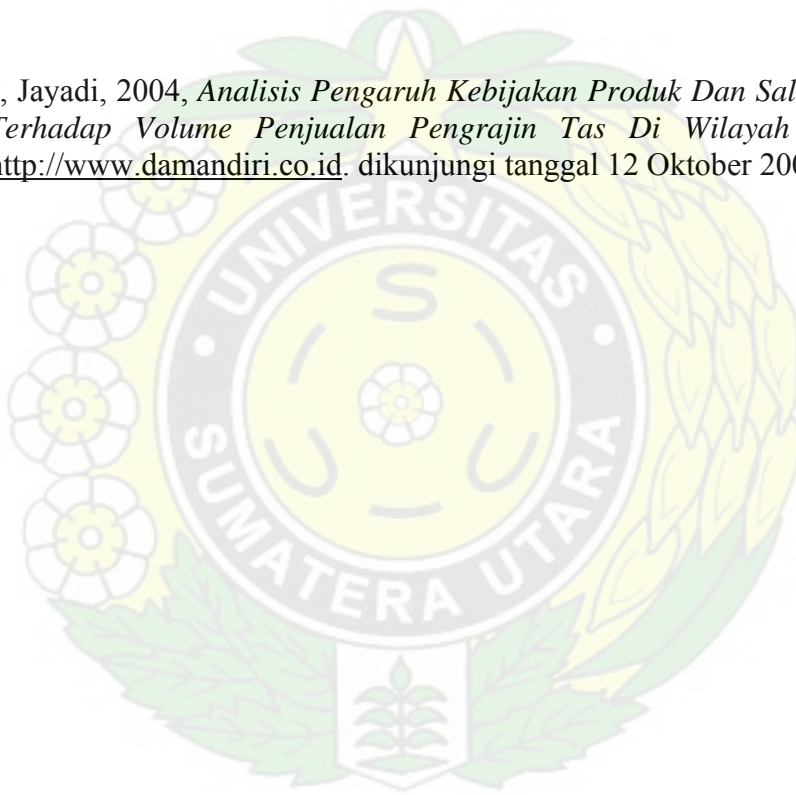 , Jayadi, 2004, Analisis Pengaruh Kebijakan Produk Dan Sal
Terhadap Volume Penjualan Pengrajin Tas Di Wilayah
http://www.damandiri.co.id. dikunjungi tanggal 12 Oktober 200
UNIVERSITAS
S
U
U
SUMATERA UTARA